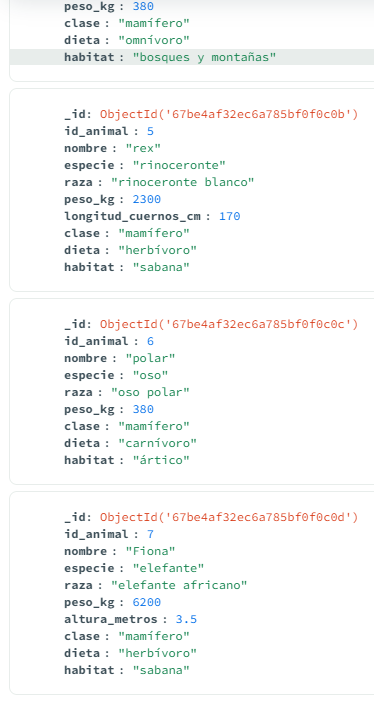 peso_kg : 380
clase : "mamífero"
dieta : "omnívoro"
habitat : "bosques y montañas"
_id: ObjectId('67be4af32ec6a785bf0f0c0b')
id_animal : 5
nombre : "rex"
especie : "rinoceronte"
raza : "rinoceronte blanco"
peso_kg : 2300
longitud_cuernos_cm : 170
clase : "mamífero"
dieta : "herbívoro"
habitat : "sabana"
_id: ObjectId('67be4af32ec6a785bf0f0c0c')
id_animal : 6
nombre : "polar"
especie : "oso"
raza : "oso polar"
peso_kg : 380
clase : "mamífero"
dieta : "carnívoro"
habitat : "ártico"
_id: ObjectId('67be4af32ec6a785bf0f0c0d')
id_animal : 7
nombre : "Fiona"
especie : "elefante"
raza : "elefante africano"
peso_kg : 6200
altura_metros : 3.5
clase : "mamífero"
dieta : "herbívoro"
habitat : "sabana"